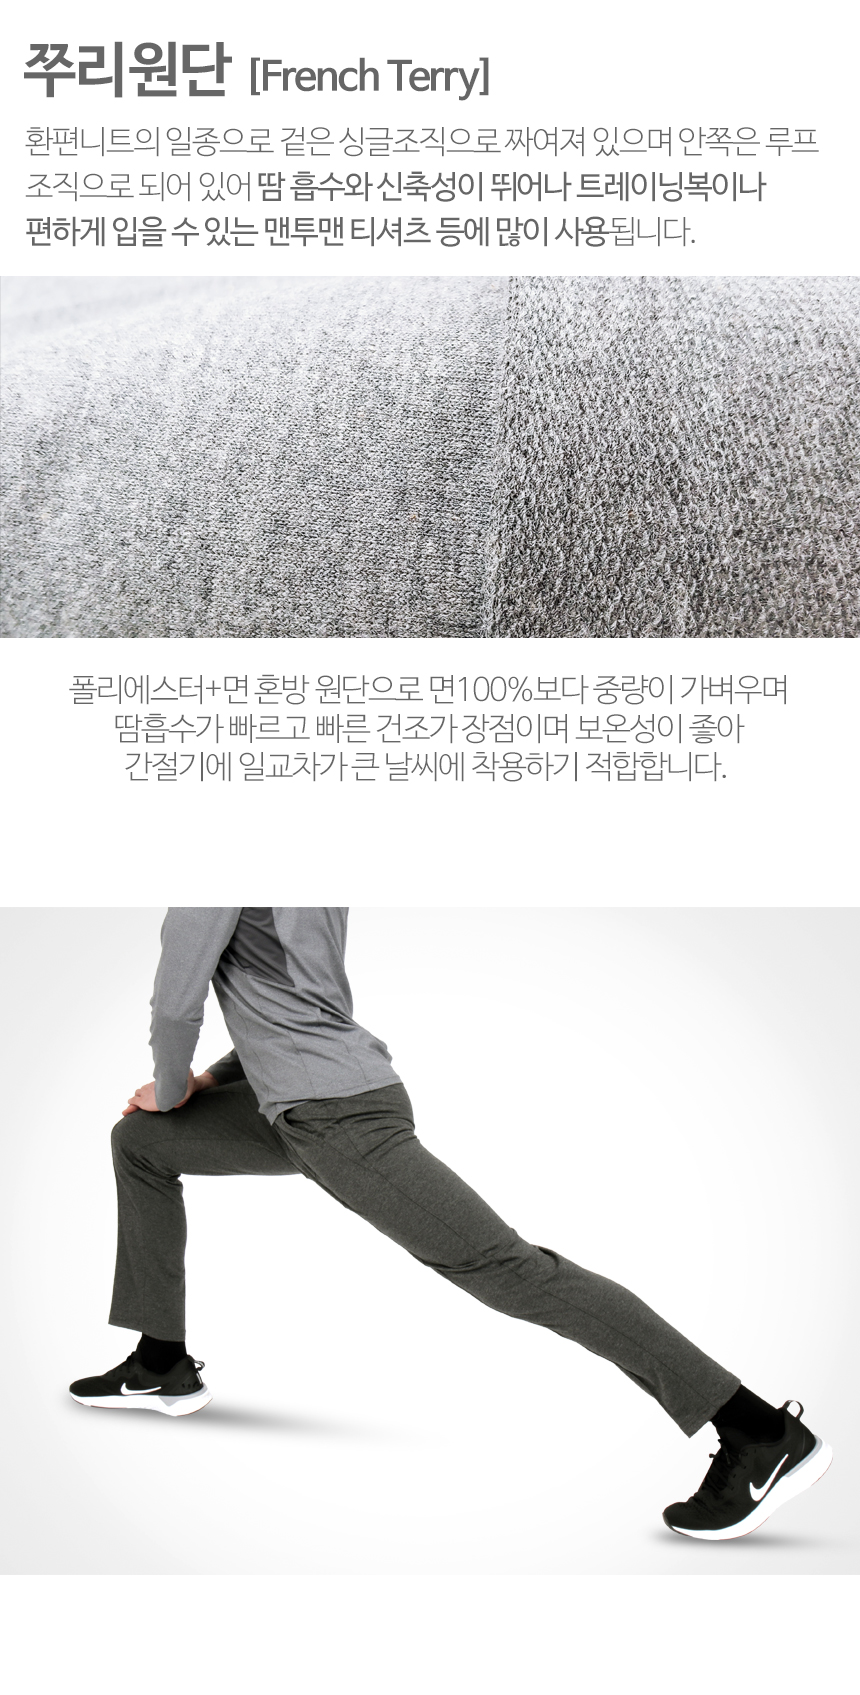 쭈리원단 [French Terry]
환편니트의 일종으로 겉은 싱글조직으로 짜여져 있으며 안쪽은 루프
조직으로 되어 있어 땀 흡수와 신축성이 뛰어나 트레이닝복이나
편하게 입을 수 있는 맨투맨 티셔츠 등에 많이 사용됩니다.
폴리에스터+면 혼방 원단으로 면100%보다 중량이 가벼우며
땀흡수가 빠르고 빠른 건조가 장점이며 보온성이 좋아
간절기에 일교차가 큰 날씨에 착용하기 적합합니다.